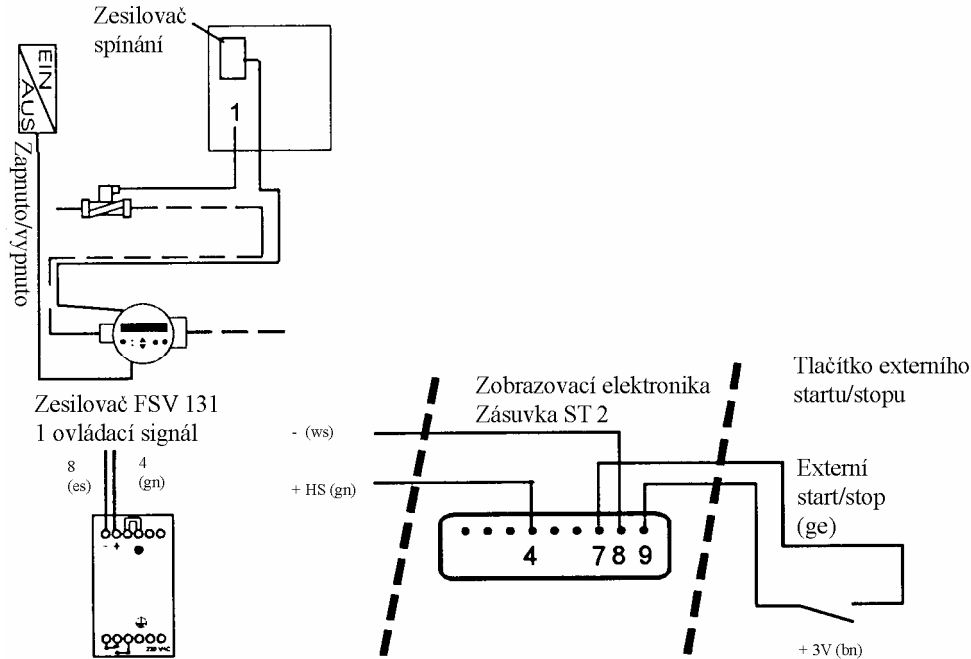 Zesilovač
spínání
EIN
AUS
1
Zapnuto/vypnuto
Zesilovač FSV 131
1 ovládací signál
8
(es)
4
(gn)
- +
220 VAC
Zobrazovací elektronika
Zásuvka ST 2
- (ws)
+ HS (gn)
4 7 8 9
Tlačítko externího
startu/stopu
Externí
start/stop
(ge)
+ 3V (bn)